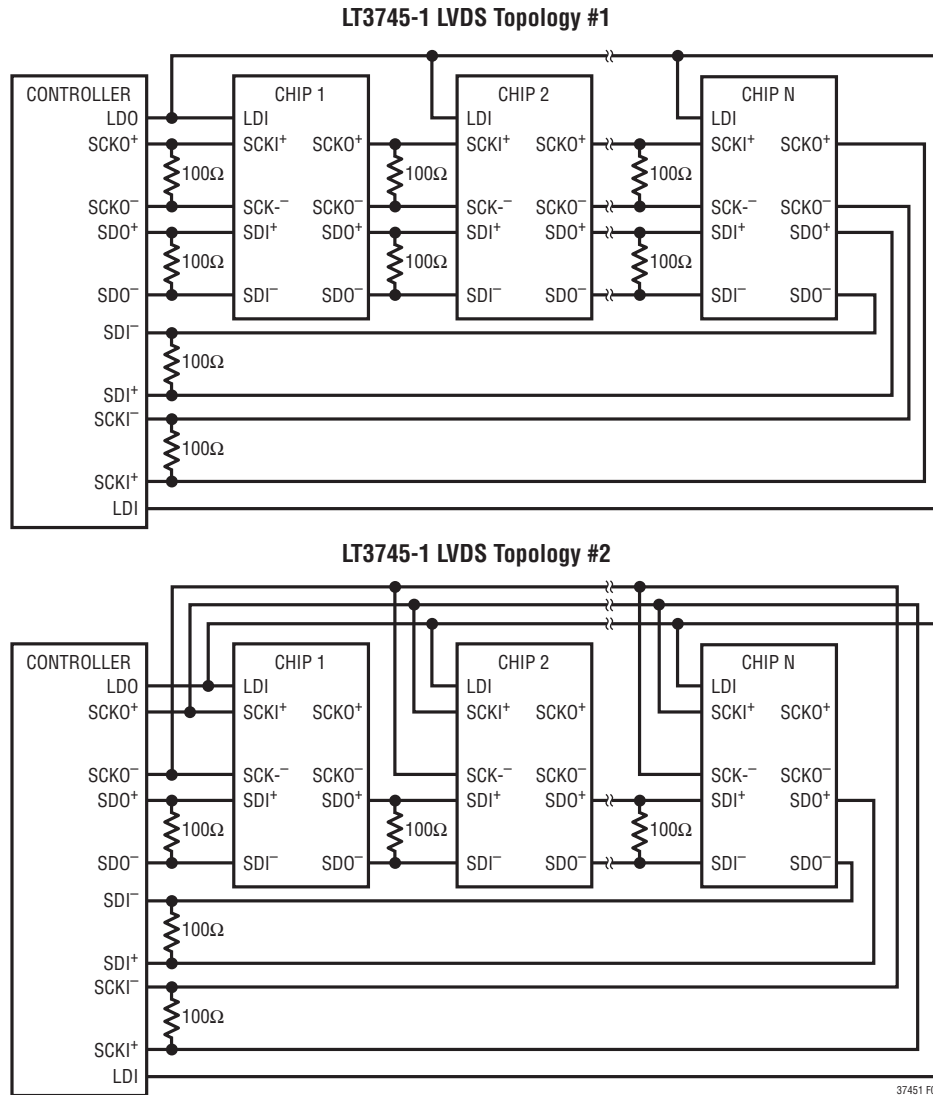 LT3745-1 LVDS Topology #1
CONTROLLER CHIP 1 CHIP 2 CHIP N
LDO LDI LDI LDI
SCKO+ SCKI+ SCKO+ SCKI+ SCKO+ SCKI+ SCKO+
100Ω 100Ω 100Ω
SCKO– SCK-– SCKO– SCK-– SCKO– SCK-– SCKO–
SDO+ SDI+ SDO+ SDI+ SDO+ SDI+ SDO+
100Ω 100Ω 100Ω
SDO– SDI– SDO– SDI– SDO– SDI– SDO–
SDI–
100Ω
SDI+
SCKI–
100Ω
SCKI+
LDI
LT3745-1 LVDS Topology #2
CONTROLLER CHIP 1 CHIP 2 CHIP N
LDO LDI LDI LDI
SCKO+ SCKI+ SCKO+ SCKI+ SCKO+ SCKI+ SCKO+
SCKO– SCK-– SCKO– SCK-– SCKO– SCK-– SCKO–
SDO+ SDI+ SDO+ SDI+ SDO+ SDI+ SDO+
100Ω 100Ω 100Ω
SDO– SDI– SDO– SDI– SDO– SDI– SDO–
SDI–
100Ω
SDI+
SCKI–
100Ω
SCKI+
LDI
37451